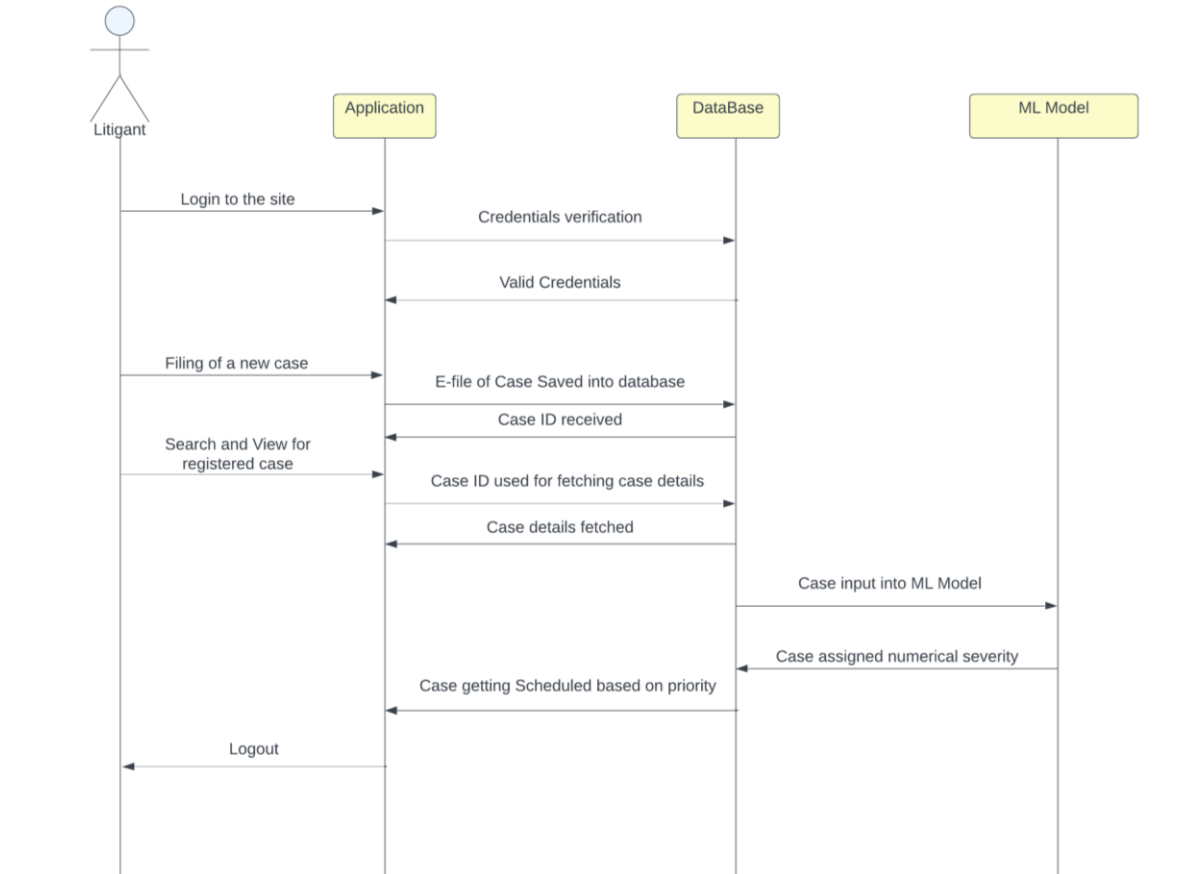 Litigant
Application
DataBase
ML Model
Login to the site
Credentials verification
Valid Credentials
Filing of a new case
E-file of Case Saved into database
Case ID received
Search and View for
registered case
Case ID used for fetching case details
Case details fetched
Case input into ML Model
Case assigned numerical severity
Case getting Scheduled based on priority
Logout